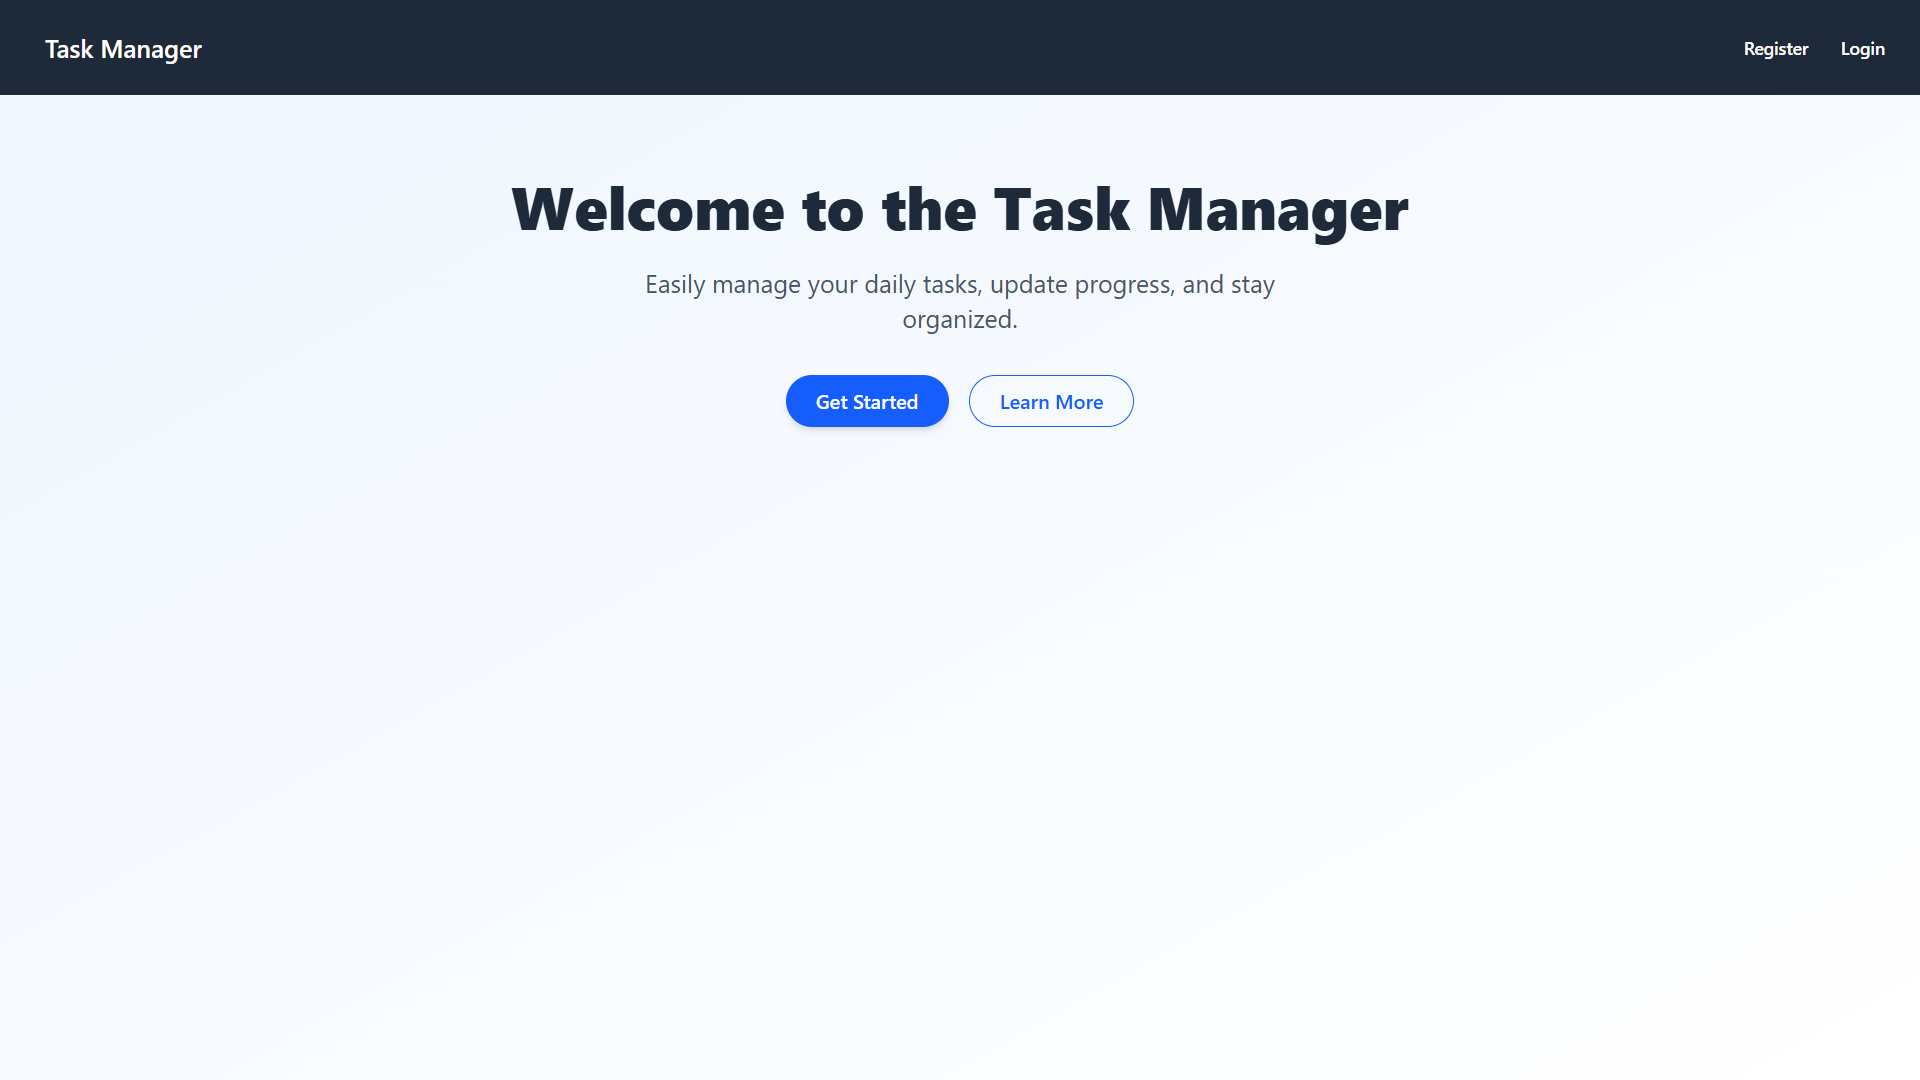 Task Manager
Register
Login
Welcome to the Task Manager
Easily manage your daily tasks, update progress, and stay
organized.
Get Started
Learn More